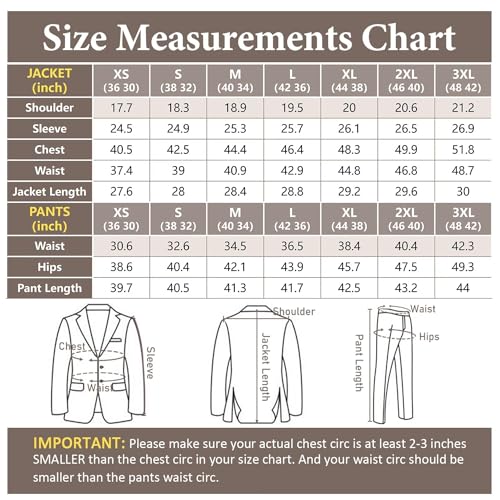 Size Measurements Chart
JACKET (inch) XS (36 30) S (38 32) M (40 34) L (42 36) XL (44 38) 2XL (46 40) 3XL (48 42)
Shoulder 17.7 18.3 18.9 19.5 20 20.6 21.2
Sleeve 24.5 24.9 25.3 25.7 26.1 26.5 26.9
Chest 40.5 42.5 44.4 46.4 48.3 49.9 51.8
Waist 37.4 39 40.9 42.9 44.8 46.8 48.7
Jacket Length 27.6 28 28.4 28.8 29.2 29.6 30
PANTS (inch) XS (36 30) S (38 32) M (40 34) L (42 36) XL (44 38) 2XL (46 40) 3XL (48 42)
Waist 30.6 32.6 34.5 36.5 38.4 40.4 42.3
Hips 38.6 40.4 42.1 43.9 45.7 47.5 49.3
Pant Length 39.7 40.5 41.3 41.7 42.5 43.2 44
Chest
Waist
Sleeve
Shoulder
Jacket Length
Pant Length
Waist
Hips
IMPORTANT: Please make sure your actual chest circ is at least 2-3 inches
SMALLER than the chest circ in your size chart. And your waist circ should be
smaller than the pants waist circ.